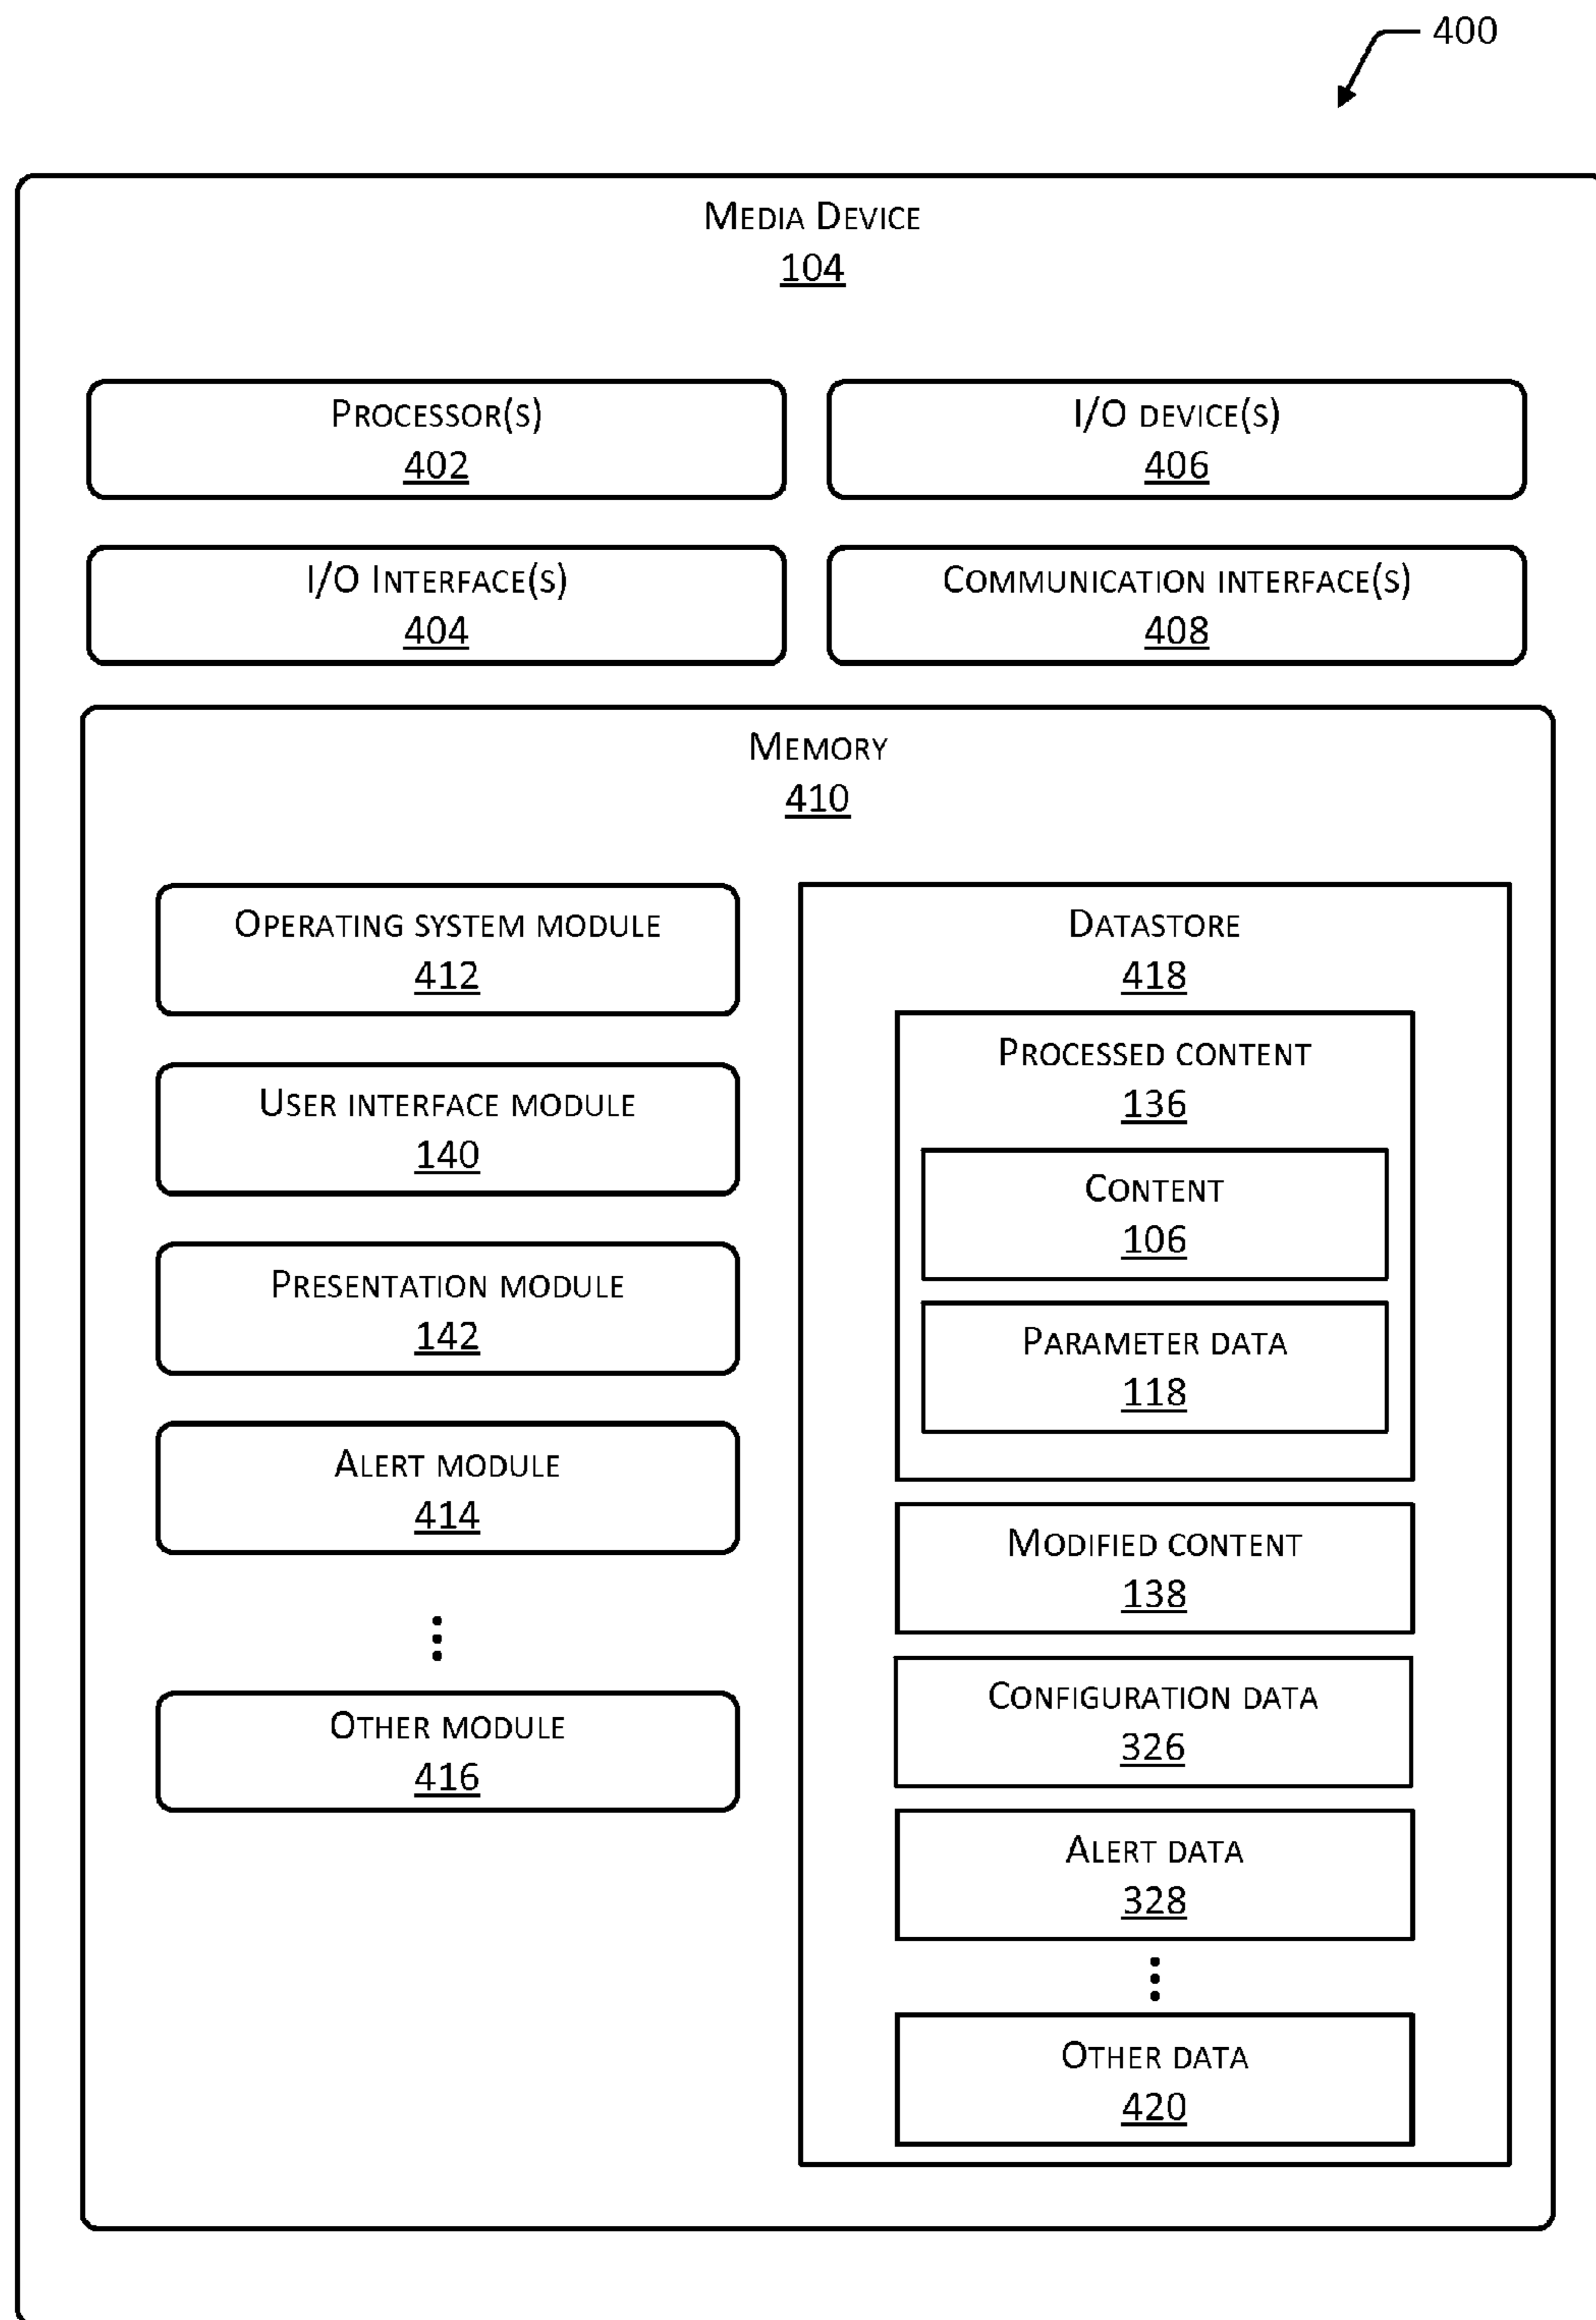 400
Media Device
104
Processor(s)
402
I/O device(s)
406
I/O Interface(s)
404
Communication interface(s)
408
Memory
410
Operating system module
412
User interface module
140
Presentation module
142
Alert module
414
Other module
416
Datastore
418
Processed content
136
Content
106
Parameter data
118
Modified content
138
Configuration data
326
Alert data
328
Other data
420